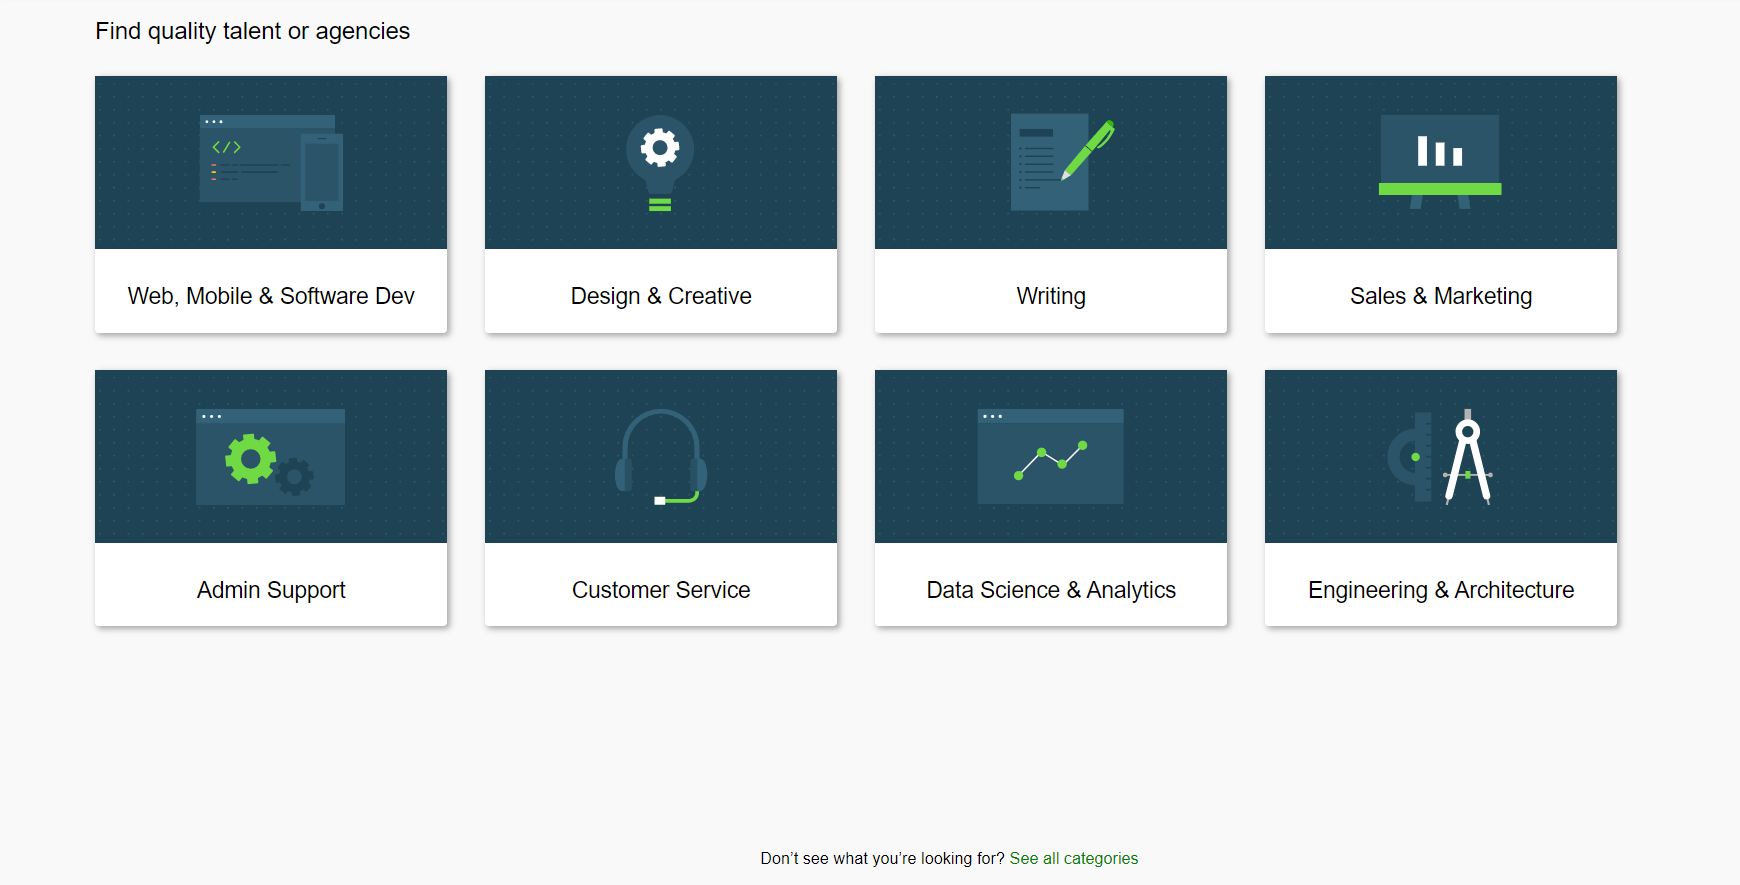 Find quality talent or agencies
Web, Mobile & Software Dev
Design & Creative
Writing
Sales & Marketing
Admin Support
Customer Service
Data Science & Analytics
Engineering & Architecture
Don’t see what you’re looking for? See all categories